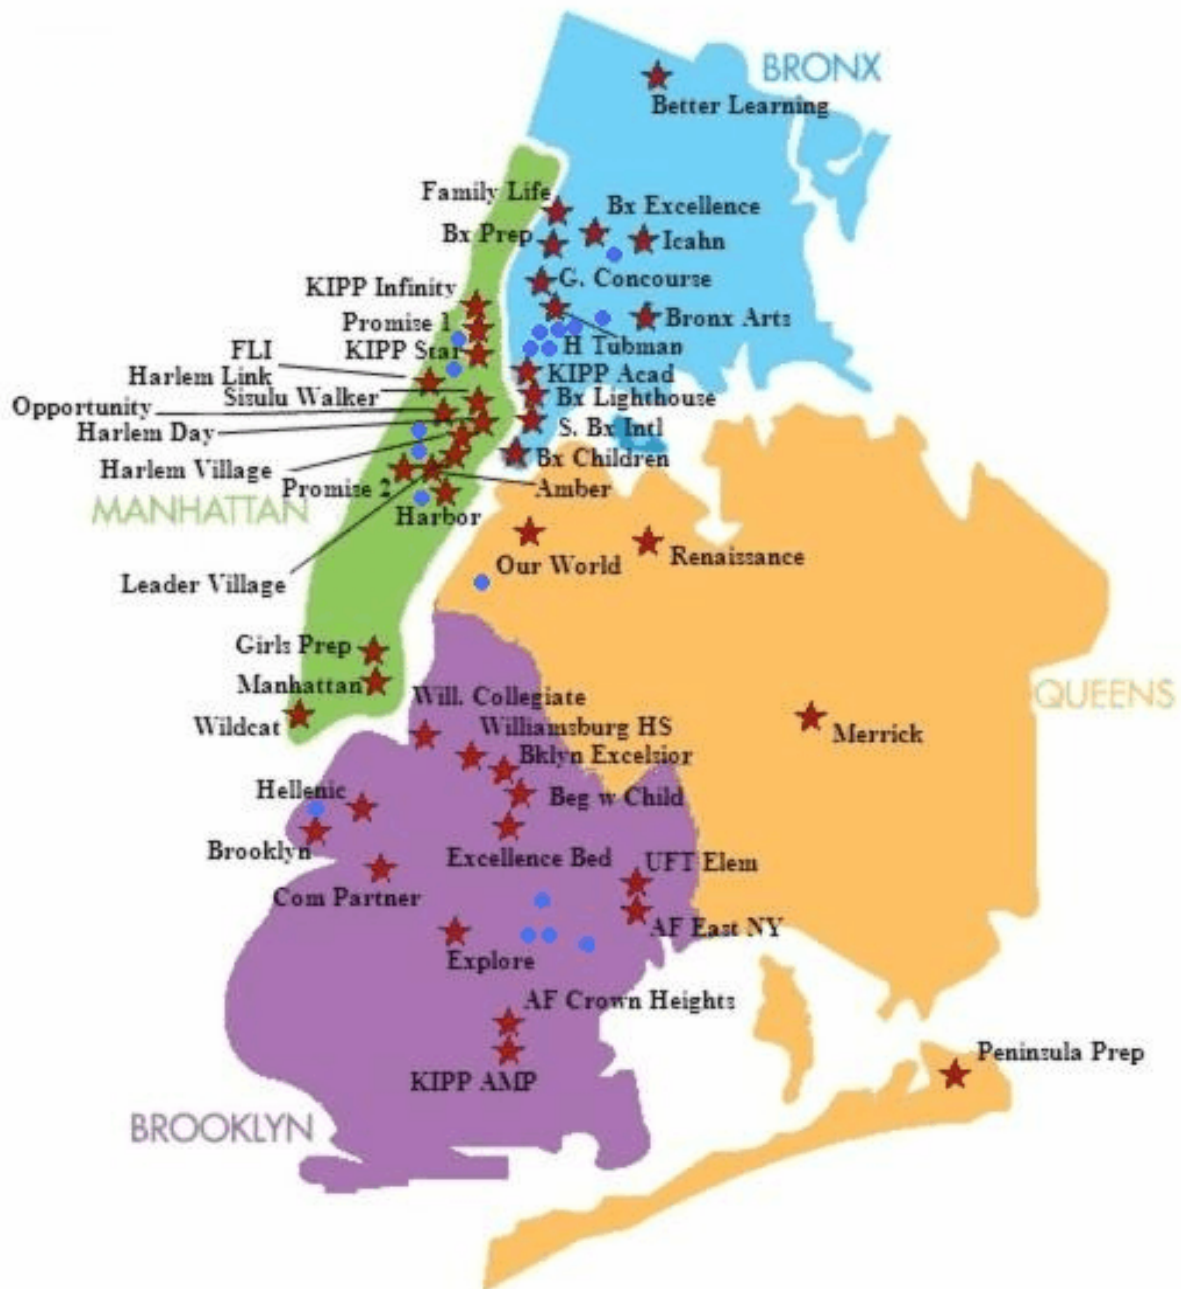 BRONX
Better Learning
Family Life
Bx Excellence
Bx Prep
Icahn
G. Concourse
KIPP Infinity
Promise 1
Bronx Arts
FLI
KIPP Star
H Tubman
Harlem Link
KIPP Acad
Sisulu Walker
Bx Lighthouse
Opportunity
Harlem Day
S. Bx Intl
Harlem Village
Bx Children
Promise 2
Amber
MANHATTAN
Harbor
Our World
Renaissance
Leader Village
Girls Prep
Manhattan
Will. Collegiate
QUEENS
Wildcat
Williamsburg HS
Merrick
Bklyn Excelsior
Hellenic
Beg w Child
Brooklyn
Excellence Bed
UFT Elem
Com Partner
AF East NY
Explore
AF Crown Heights
Peninsula Prep
KIPP AMP
BROOKLYN